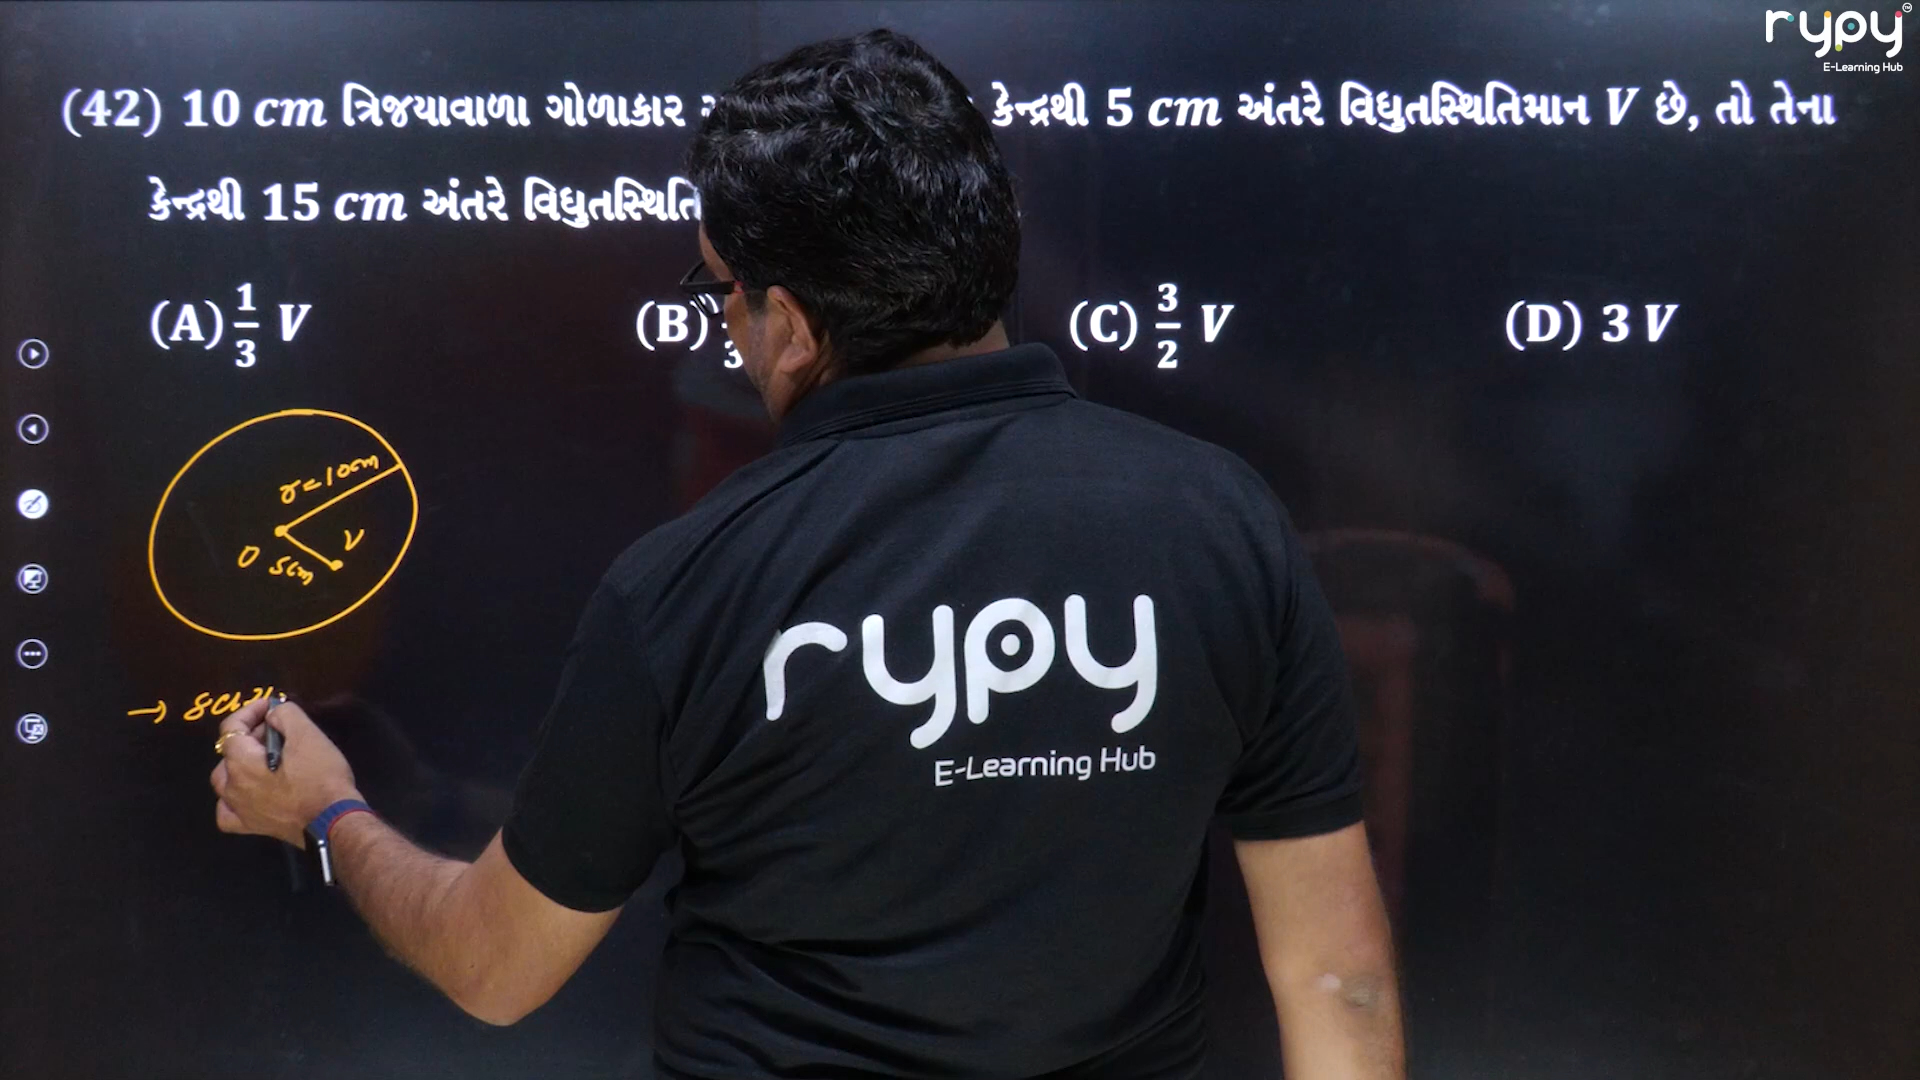 rypy™
E-Learning Hub
(42) 10 cm ત્રિજ્યાવાળા ગોળાકાર કેન્દ્રથી 5 cm અંતરે વિદ્યુતસ્થિતિમાન V છે, તો તેના
કેન્દ્રથી 15 cm અંતરે
(A) 1/3 V (B) (C) 3/2 V (D) 3 V
r = 10cm
O 5cm V
rypy
E-Learning Hub